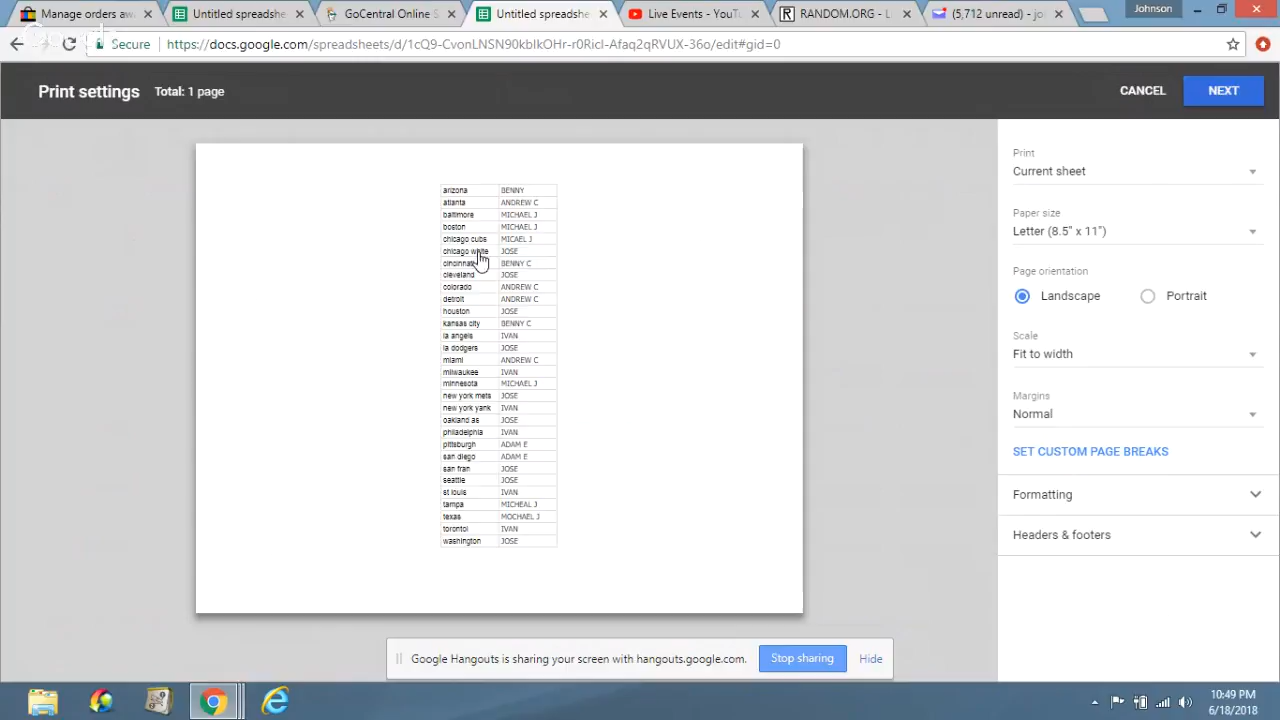 Manage orders aw
Untitled spreadshe
GoCentral Online S
Untitled spreadshe
Live Events - YouT
RANDOM.ORG -
(5,712 unread) - jo
Johnson
Secure
https://docs.google.com/spreadsheets/d/1cQ9-CvonLNSN90kbIkOHr-r0RicI-Afaq2qRVUX-36o/edit#gid=0
Print settings Total: 1 page
CANCEL NEXT
arizona BENNY
atlanta ANDREW C
baltimore MICHAEL J
boston MICHAEL J
chicago cubs MICAEL J
chicago white JOSE
cincinnati BENNY C
cleveland JOSE
colorado ANDREW C
detroit ANDREW C
houston JOSE
kansas city BENNY C
la angels IVAN
la dodgers JOSE
miami ANDREW C
milwaukee IVAN
minnesota MICHAEL J
new york mets JOSE
new york yank IVAN
oakland as JOSE
philadelphia IVAN
pittsburgh ADAM E
san diego ADAM E
san fran JOSE
seattle JOSE
st louis IVAN
tampa MICHEAL J
texas MOCHAEL J
torontol IVAN
washington JOSE
Print
Current sheet
Paper size
Letter (8.5" x 11")
Page orientation
Landscape Portrait
Scale
Fit to width
Margins
Normal
SET CUSTOM PAGE BREAKS
Formatting
Headers & footers
Google Hangouts is sharing your screen with hangouts.google.com. Stop sharing Hide
10:49 PM
6/18/2018